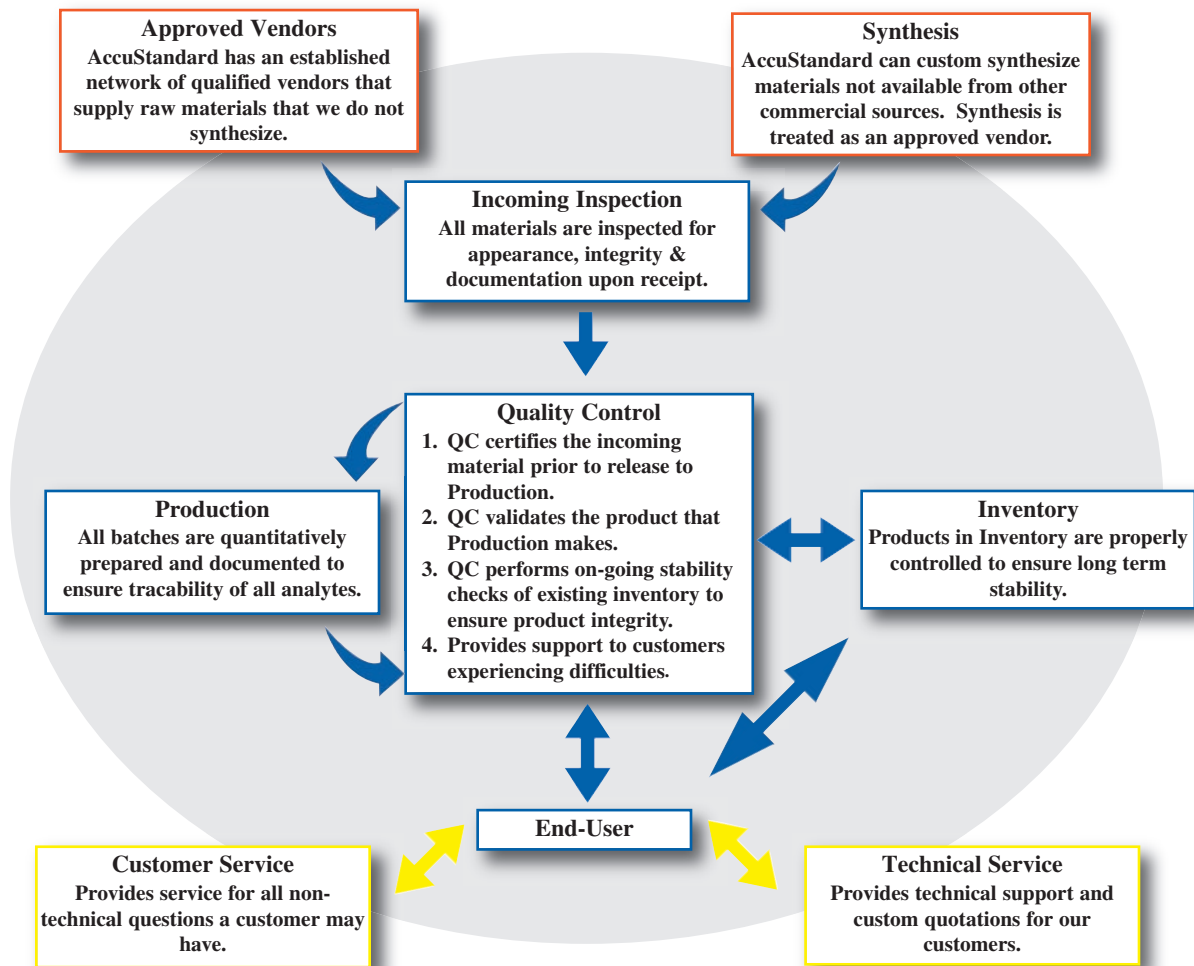 Approved Vendors
AccuStandard has an established
network of qualified vendors that
supply raw materials that we do not
synthesize.
Synthesis
AccuStandard can custom synthesize
materials not available from other
commercial sources.  Synthesis is
treated as an approved vendor.
Incoming Inspection
All materials are inspected for
appearance, integrity &
documentation upon receipt.
Quality Control
1. QC certifies the incoming
material prior to release to
Production.
2. QC validates the product that
Production makes.
3. QC performs on-going stability
checks of existing inventory to
ensure product integrity.
4. Provides support to customers
experiencing difficulties.
Production
All batches are quantitatively
prepared and documented to
ensure tracability of all analytes.
Inventory
Products in Inventory are properly
controlled to ensure long term
stability.
End-User
Customer Service
Provides service for all non-
technical questions a customer may
have.
Technical Service
Provides technical support and
custom quotations for our
customers.